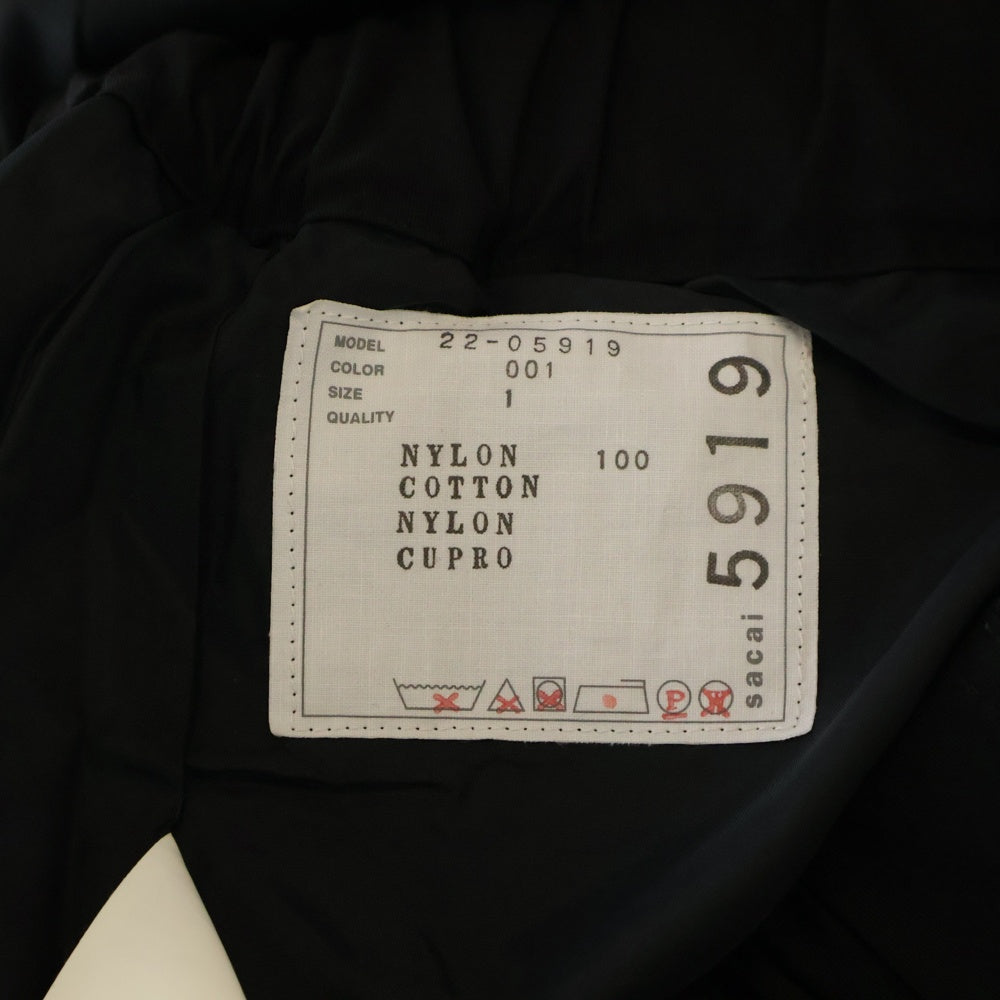 MODEL 22-05919
COLOR 001
SIZE 1
QUALITY
NYLON 100
COTTON
NYLON
CUPRO
P W
sacai 5919